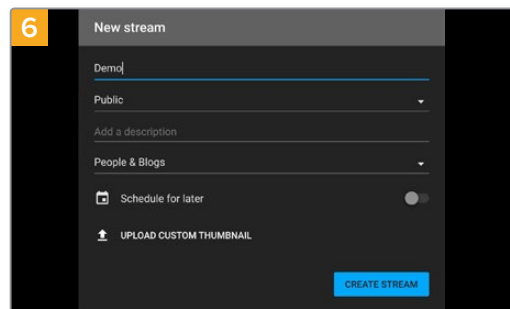 6
New stream
Demo
Public
Add a description
People & Blogs
Schedule for later
UPLOAD CUSTOM THUMBNAIL
CREATE STREAM